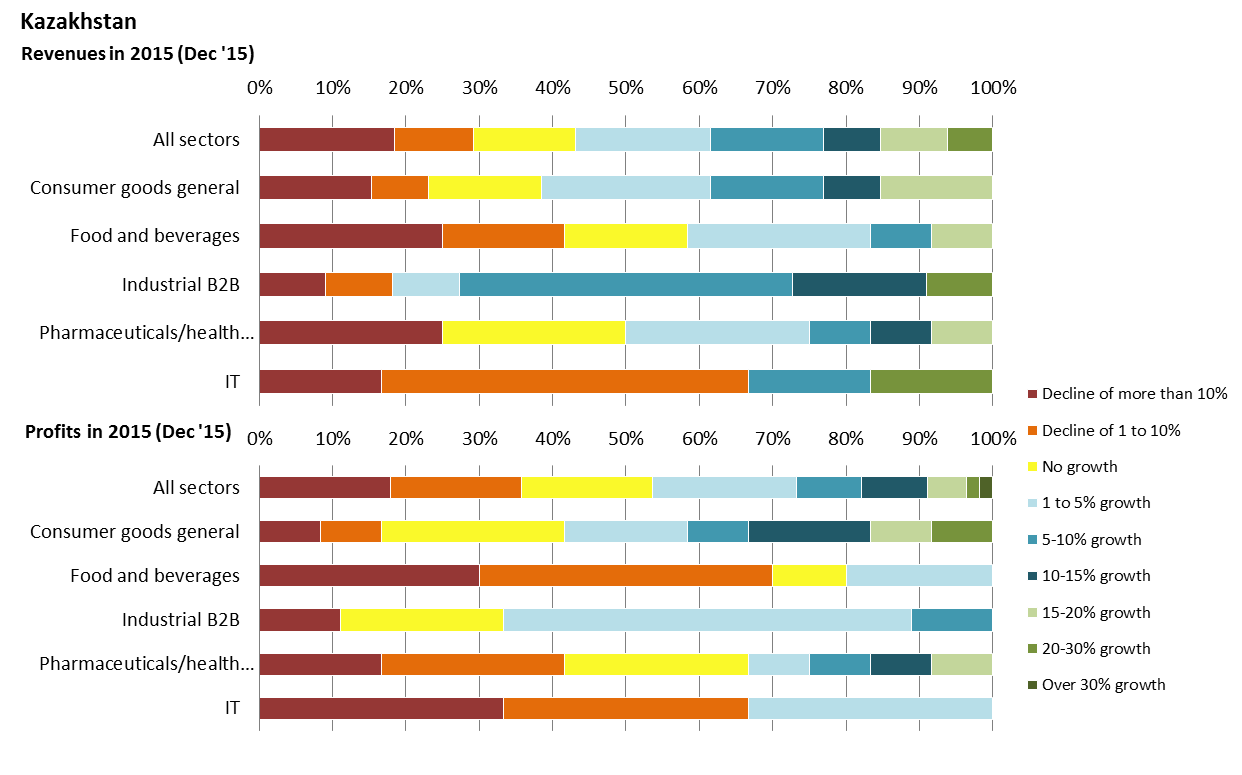 Kazakhstan
Revenues in 2015 (Dec '15)
0% 10% 20% 30% 40% 50% 60% 70% 80% 90% 100%
All sectors
Consumer goods general
Food and beverages
Industrial B2B
Pharmaceuticals/health...
IT
Profits in 2015 (Dec '15)
0% 10% 20% 30% 40% 50% 60% 70% 80% 90% 100%
All sectors
Consumer goods general
Food and beverages
Industrial B2B
Pharmaceuticals/health...
IT
Decline of more than 10%
Decline of 1 to 10%
No growth
1 to 5% growth
5-10% growth
10-15% growth
15-20% growth
20-30% growth
Over 30% growth